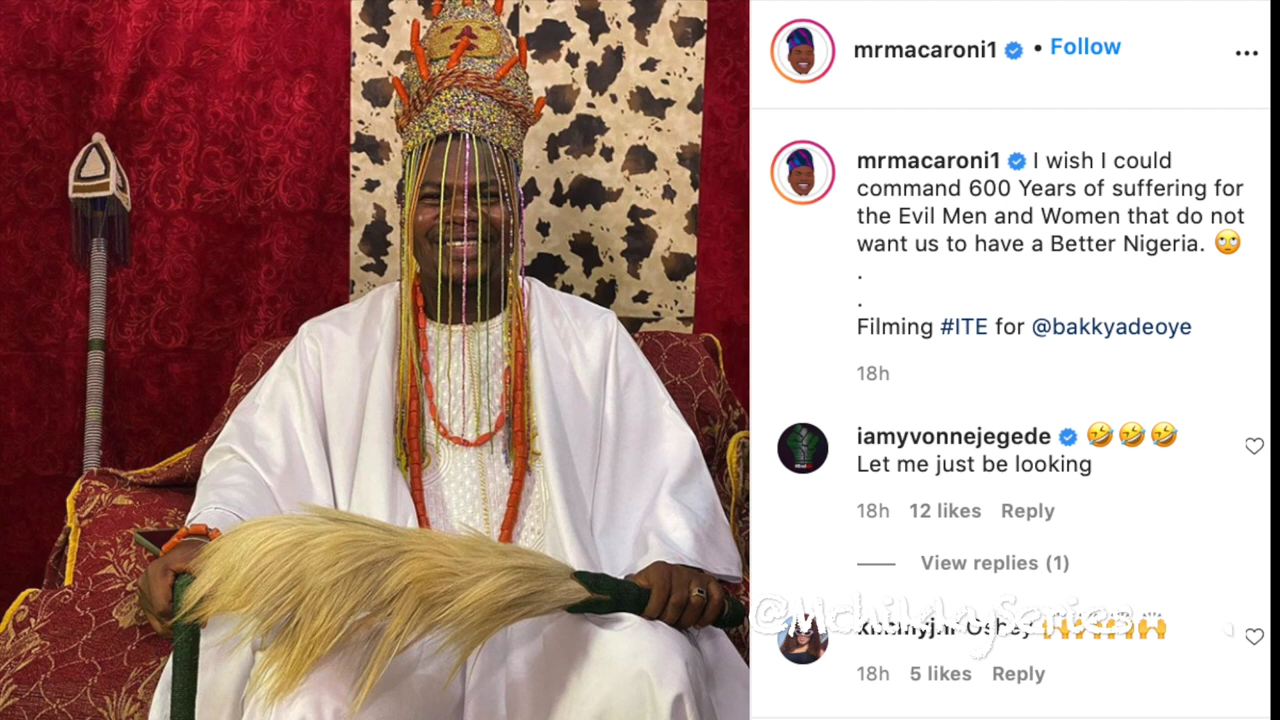 mrmacaroni1 • Follow
mrmacaroni1 I wish I could
command 600 Years of suffering for
the Evil Men and Women that do not
want us to have a Better Nigeria. 🙄
.
.
Filming #ITE for @bakkyadeoye
18h
iamyvonnejegede 🤣🤣🤣
Let me just be looking
18h 12 likes Reply
View replies (1)
Oshey
18h 5 likes Reply